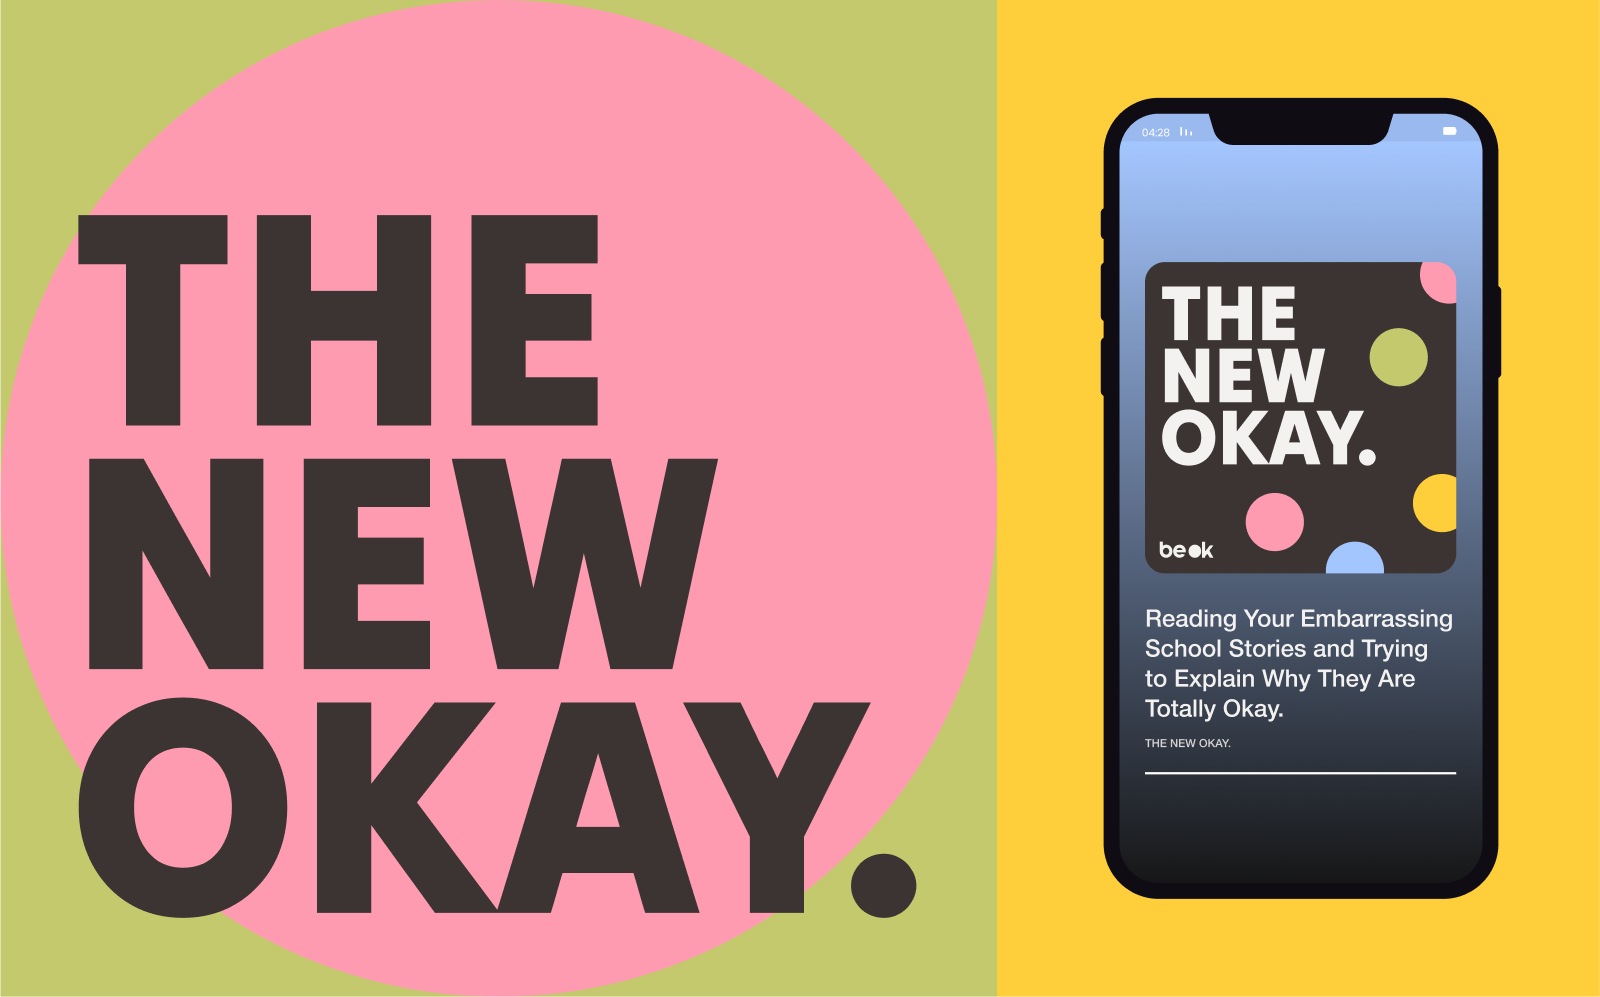 THE
NEW
OKAY.
04:28
THE
NEW
OKAY.
beok
Reading Your Embarrassing
School Stories and Trying
to Explain Why They Are
Totally Okay.
THE NEW OKAY.